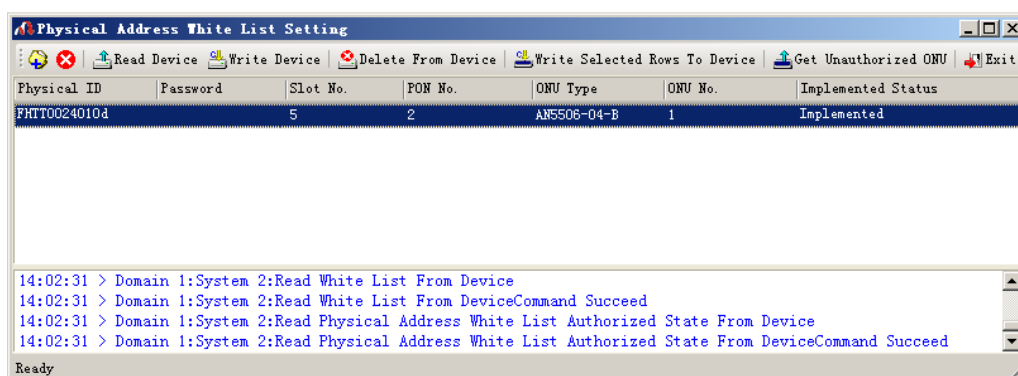 Physical Address White List Setting
Read Device Write Device Delete From Device Write Selected Rows To Device Get Unauthorized ONU Exit
Physical ID Password Slot No. PON No. ONU Type ONU No. Implemented Status
FHTT0024010d 5 2 AN5506-04-B 1 Implemented
14:02:31 > Domain 1:System 2:Read White List From Device
14:02:31 > Domain 1:System 2:Read White List From DeviceCommand Succeed
14:02:31 > Domain 1:System 2:Read Physical Address White List Authorized State From Device
14:02:31 > Domain 1:System 2:Read Physical Address White List Authorized State From DeviceCommand Succeed
Ready